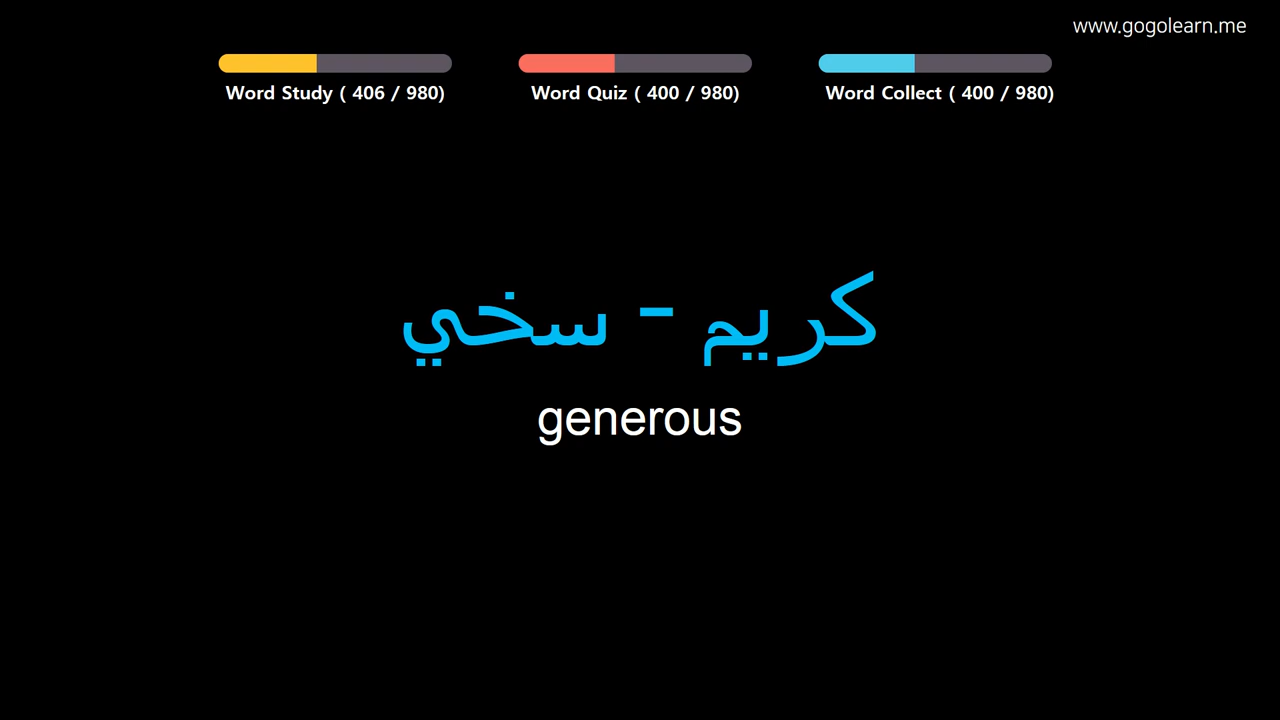 www.gogolearn.me
Word Study ( 406 / 980)
Word Quiz ( 400 / 980)
Word Collect ( 400 / 980)
كريم - سخي
generous